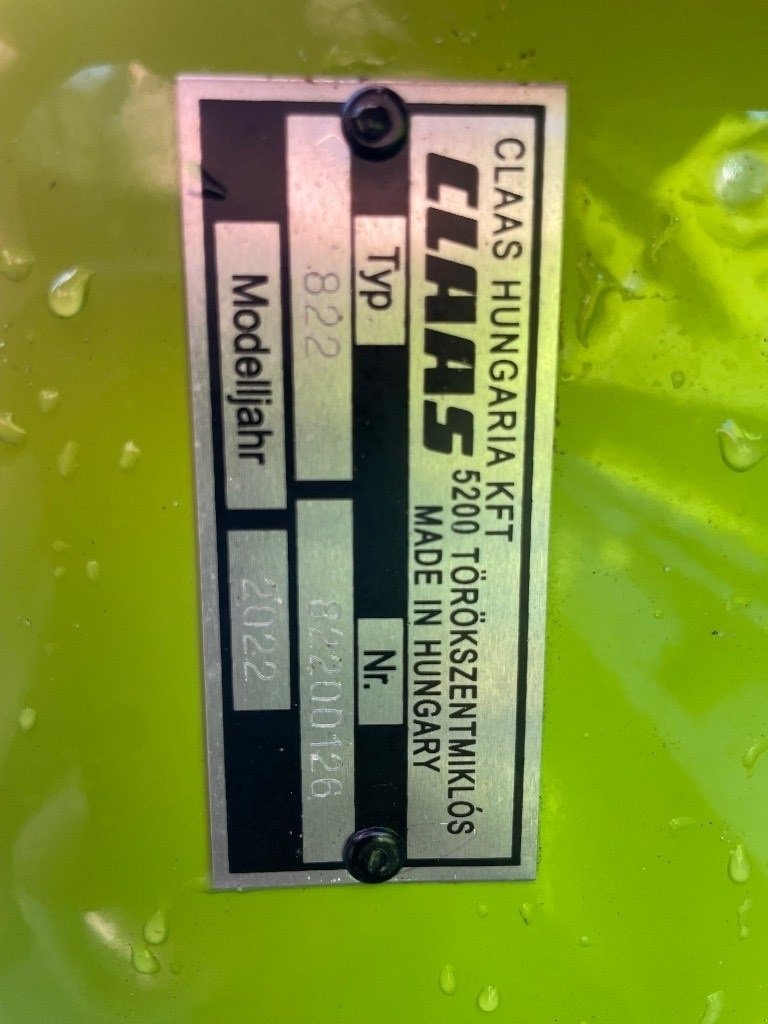 CLAAS HUNGARIA KFT
CLAAS 5200 TÖRÖKSZENTMIKLÓS
MADE IN HUNGARY
Typ Nr.
822 82200126
Modelljahr 2022